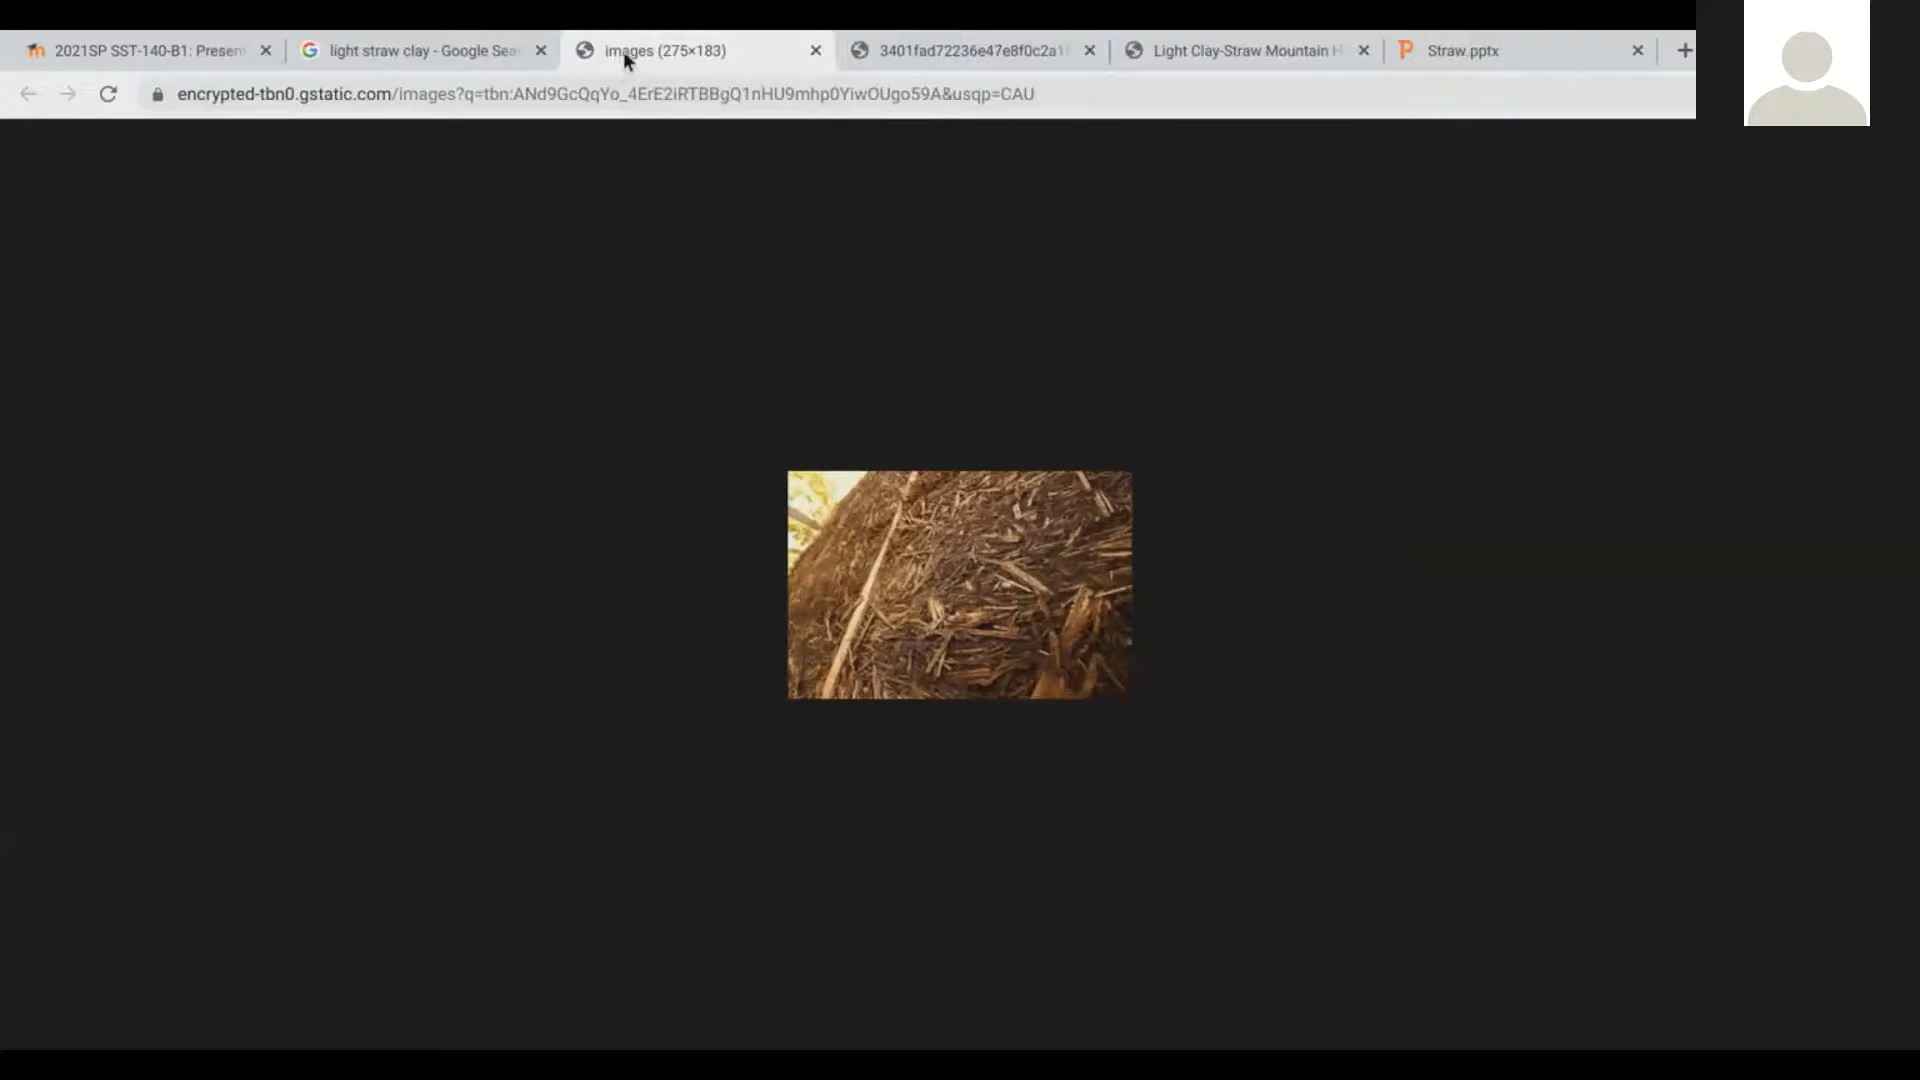 2021SP SST-140-B1: Presen
light straw clay - Google Sea
images (275×183)
3401fad72236e47e8f0c2a1
Light Clay-Straw Mountain H
Straw.pptx
encrypted-tbn0.gstatic.com/images?q=tbn:ANd9GcQqYo_4ErE2iRTBBgQ1nHU9mhp0YiwOUgo59A&usqp=CAU